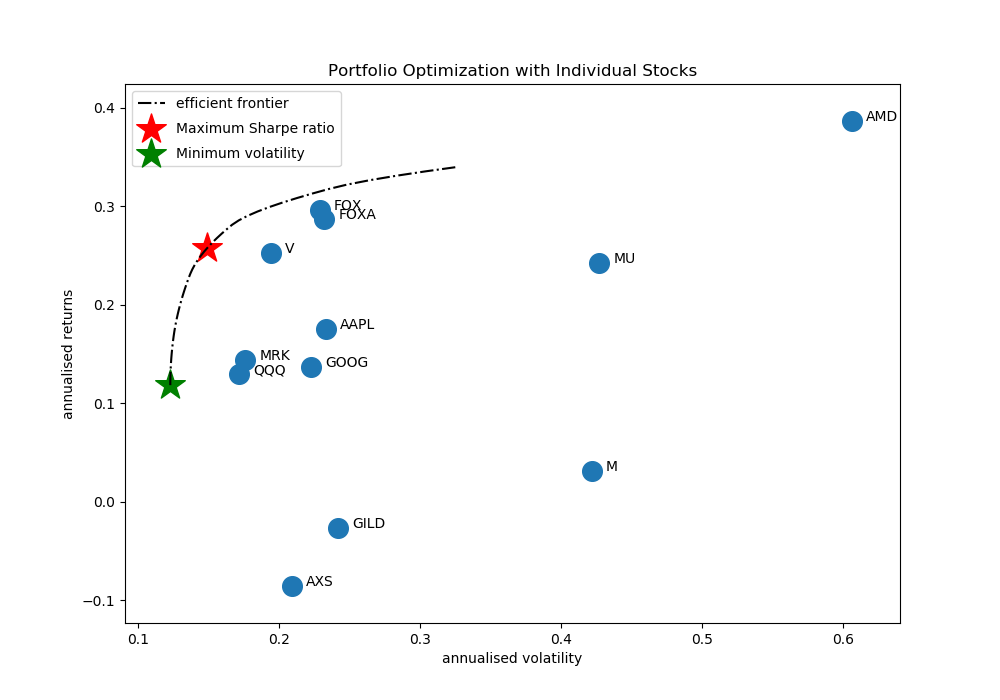 Portfolio Optimization with Individual Stocks
efficient frontier
Maximum Sharpe ratio
Minimum volatility
AMD
FOX
FOXA
V
MU
AAPL
MRK
GOOG
QQQ
M
GILD
AXS
0.4
0.3
0.2
0.1
0.0
−0.1
annualised returns
0.1 0.2 0.3 0.4 0.5 0.6
annualised volatility